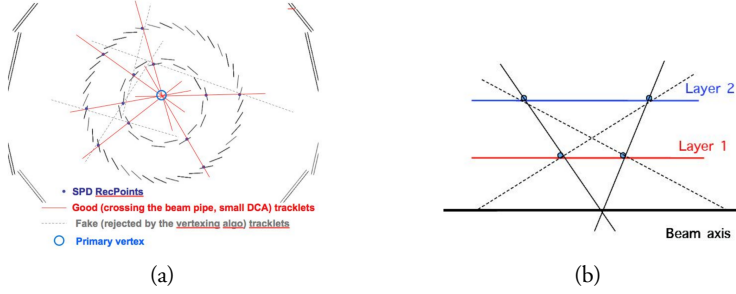 SPD RecPoints
Good (crossing the beam pipe, small DCA) tracklets
Fake (rejected by the vertexing algo) tracklets
Primary vertex
(a)
Layer 2
Layer 1
Beam axis
(b)